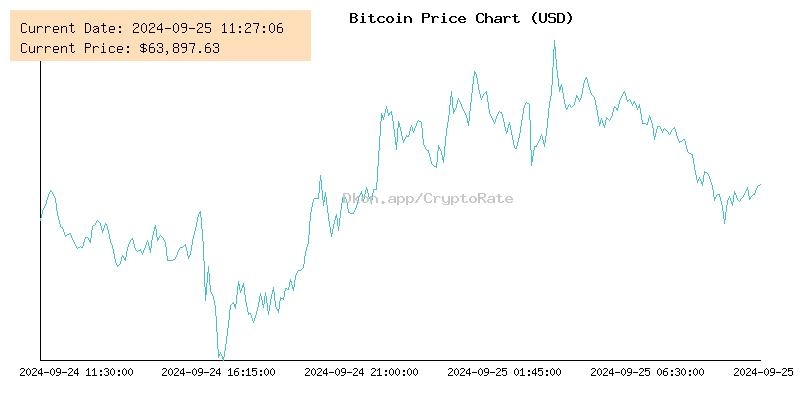 Bitcoin Price Chart (USD)
Current Date: 2024-09-25 11:27:06
Current Price: $63,897.63
Dkon.app/CryptoRate
2024-09-24 11:30:00 2024-09-24 16:15:00 2024-09-24 21:00:00 2024-09-25 01:45:00 2024-09-25 06:30:00 2024-09-25